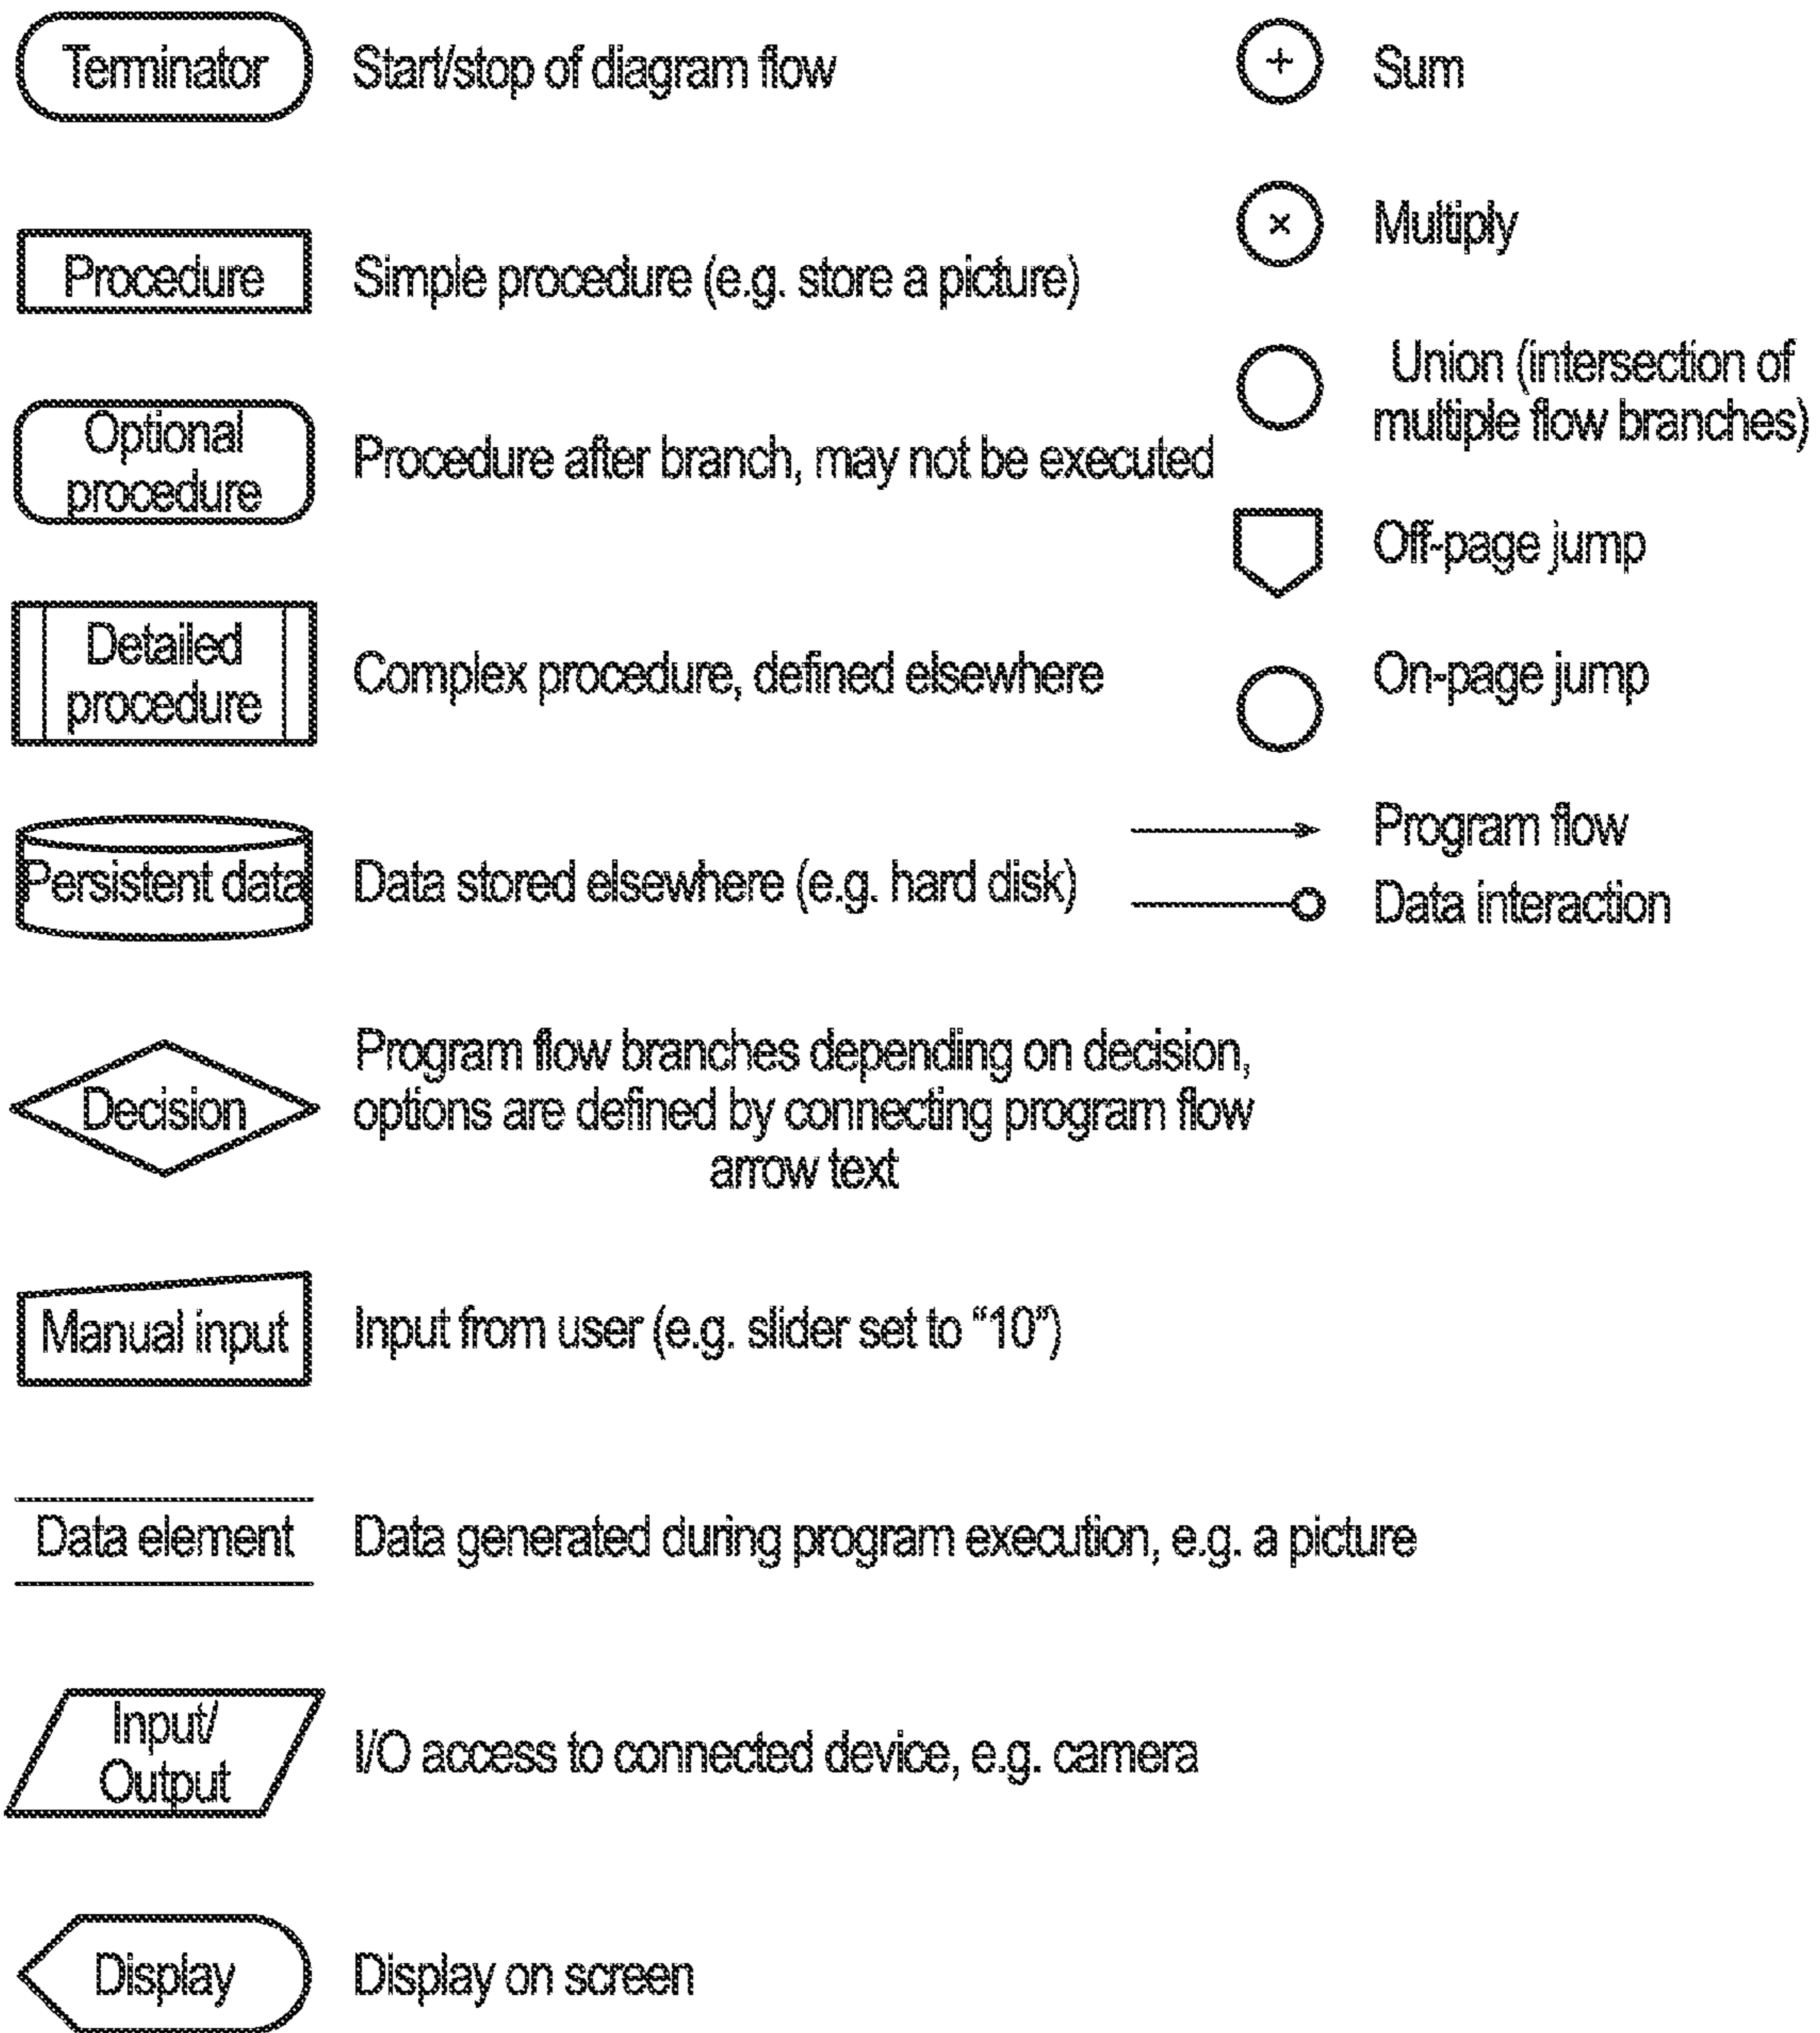 Terminator
Start/stop of diagram flow
Procedure
Simple procedure (e.g. store a picture)
Optional
procedure
Procedure after branch, may not be executed
Detailed
procedure
Complex procedure, defined elsewhere
Persistent data
Data stored elsewhere (e.g. hard disk)
Decision
Program flow branches depending on decision,
options are defined by connecting program flow
arrow text
Manual input
Input from user (e.g. slider set to “10”)
Data element
Data generated during program execution, e.g. a picture
Input/
Output
I/O access to connected device, e.g. camera
Display
Display on screen
+
Sum
×
Multiply
Union (intersection of
multiple flow branches)
Off-page jump
On-page jump
Program flow
Data interaction